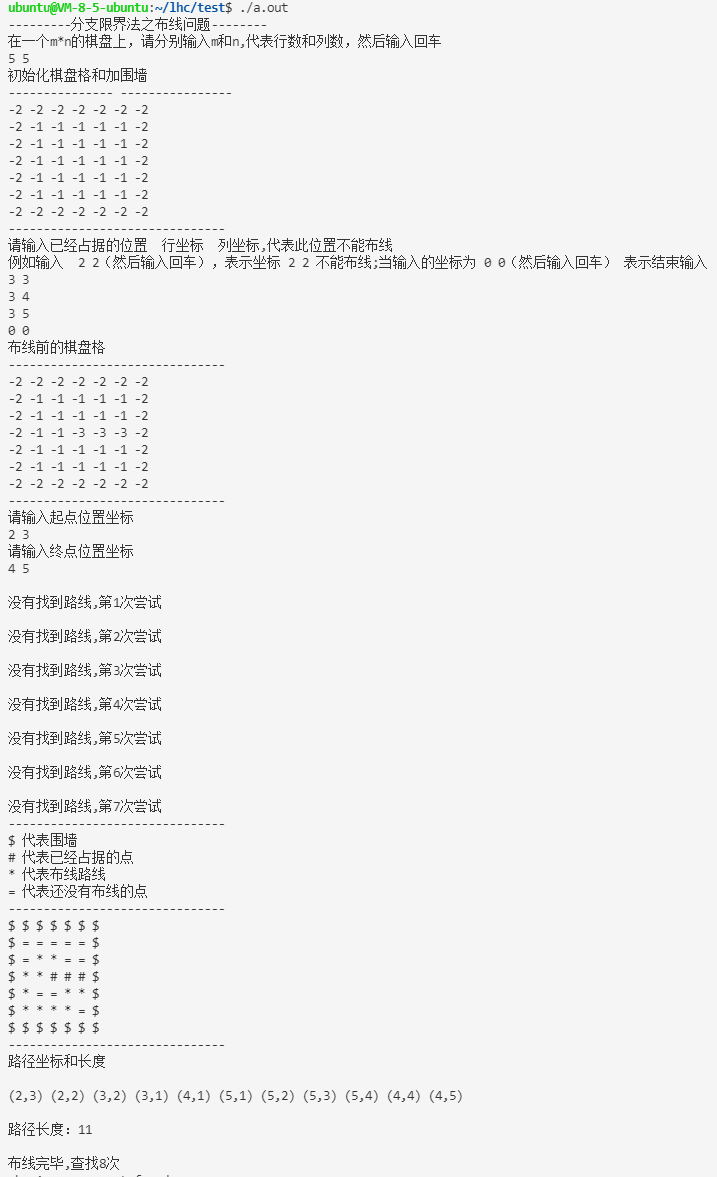 ubuntu@VM-8-5-ubuntu:~/lhc/test$ ./a.out
---------分支限界法之布线问题--------
在一个m*n的棋盘上，请分别输入m和n,代表行数和列数，然后输入回车
5 5
初始化棋盘格和加围墙
--------------- ----------------
-2 -2 -2 -2 -2 -2 -2
-2 -1 -1 -1 -1 -1 -2
-2 -1 -1 -1 -1 -1 -2
-2 -1 -1 -1 -1 -1 -2
-2 -1 -1 -1 -1 -1 -2
-2 -1 -1 -1 -1 -1 -2
-2 -2 -2 -2 -2 -2 -2
-------------------------------
请输入已经占据的位置  行坐标  列坐标,代表此位置不能布线
例如输入  2 2（然后输入回车），表示坐标 2 2 不能布线;当输入的坐标为 0 0（然后输入回车） 表示结束输入
3 3
3 4
3 5
0 0
布线前的棋盘格
-------------------------------
-2 -2 -2 -2 -2 -2 -2
-2 -1 -1 -1 -1 -1 -2
-2 -1 -1 -1 -1 -1 -2
-2 -1 -1 -3 -3 -3 -2
-2 -1 -1 -1 -1 -1 -2
-2 -1 -1 -1 -1 -1 -2
-2 -2 -2 -2 -2 -2 -2
-------------------------------
请输入起点位置坐标
2 3
请输入终点位置坐标
4 5
没有找到路线,第1次尝试
没有找到路线,第2次尝试
没有找到路线,第3次尝试
没有找到路线,第4次尝试
没有找到路线,第5次尝试
没有找到路线,第6次尝试
没有找到路线,第7次尝试
-------------------------------
$ 代表围墙
# 代表已经占据的点
* 代表布线路线
= 代表还没有布线的点
-------------------------------
$ $ $ $ $ $ $
$ = = = = = $
$ = * * = = $
$ * * # # # $
$ * = = * * $
$ * * * * = $
$ $ $ $ $ $ $
-------------------------------
路径坐标和长度
(2,3) (2,2) (3,2) (3,1) (4,1) (5,1) (5,2) (5,3) (5,4) (4,4) (4,5)
路径长度：11
布线完毕,查找8次